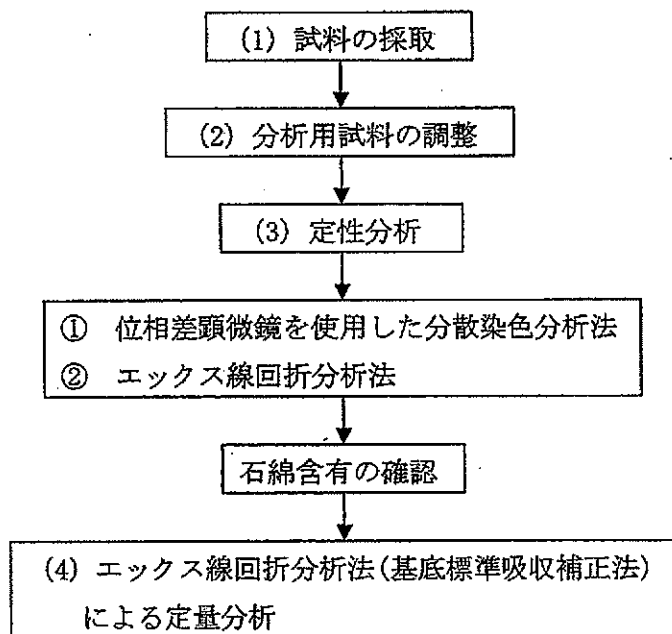 (1) 試料の採取
(2) 分析用試料の調整
(3) 定性分析
① 位相差顕微鏡を使用した分散染色分析法
② エックス線回折分析法
石綿含有の確認
(4) エックス線回折分析法(基底標準吸収補正法)
による定量分析